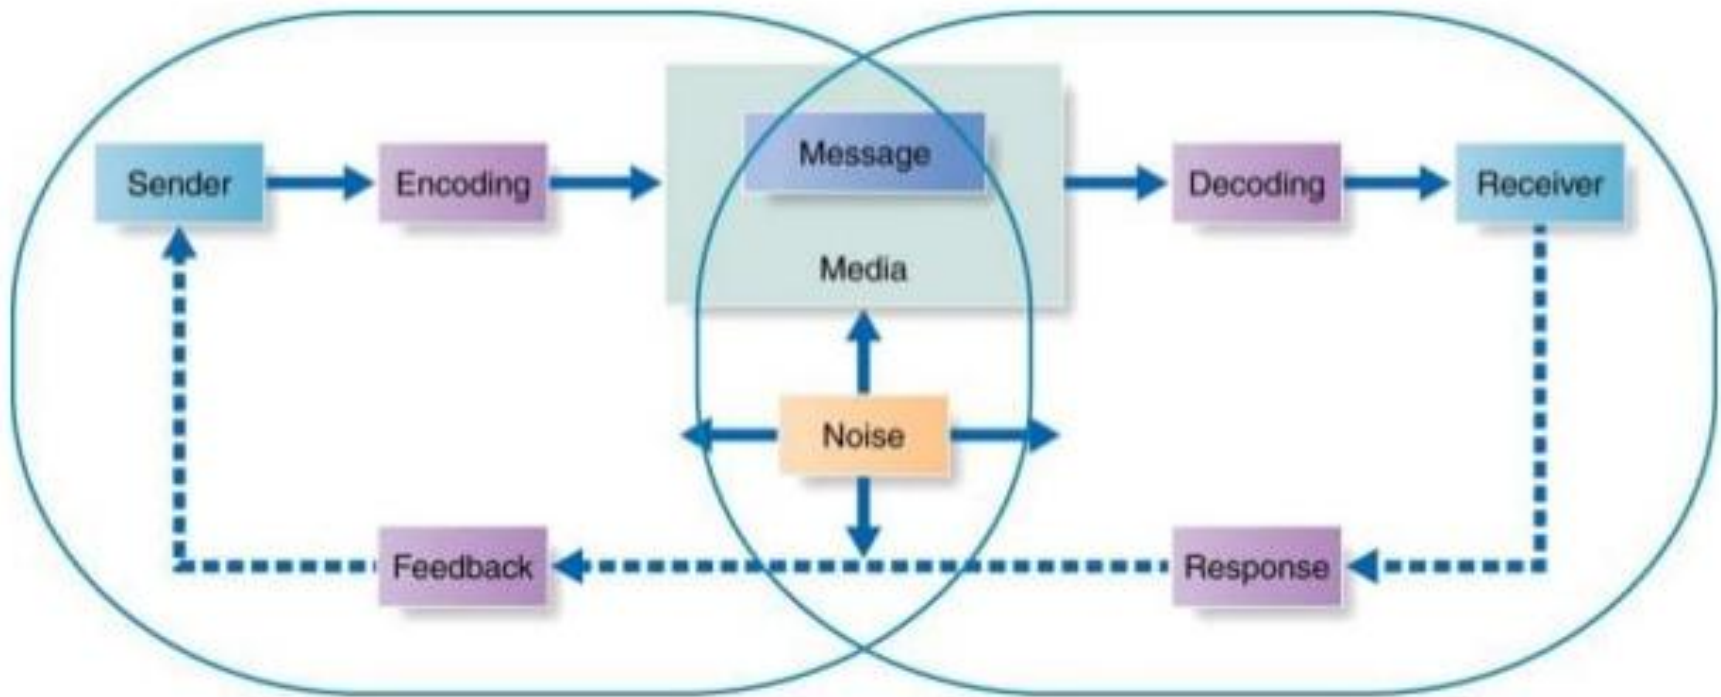 Sender
Encoding
Message
Media
Decoding
Receiver
Noise
Feedback
Response